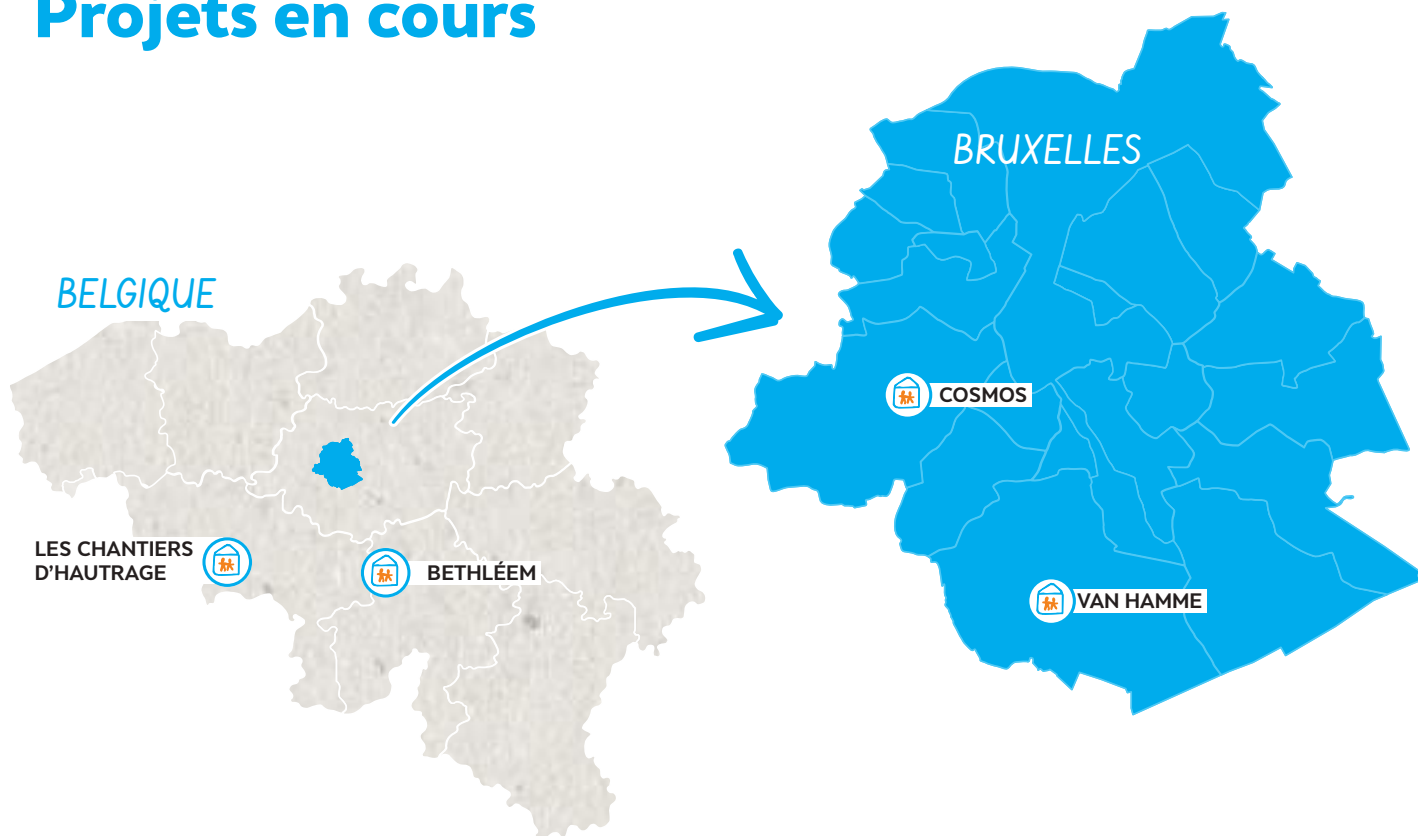 Projets en cours
BRUXELLES
BELGIQUE
COSMOS
LES CHANTIERS
D’HAUTRAGE
BETHLÉEM
VAN HAMME